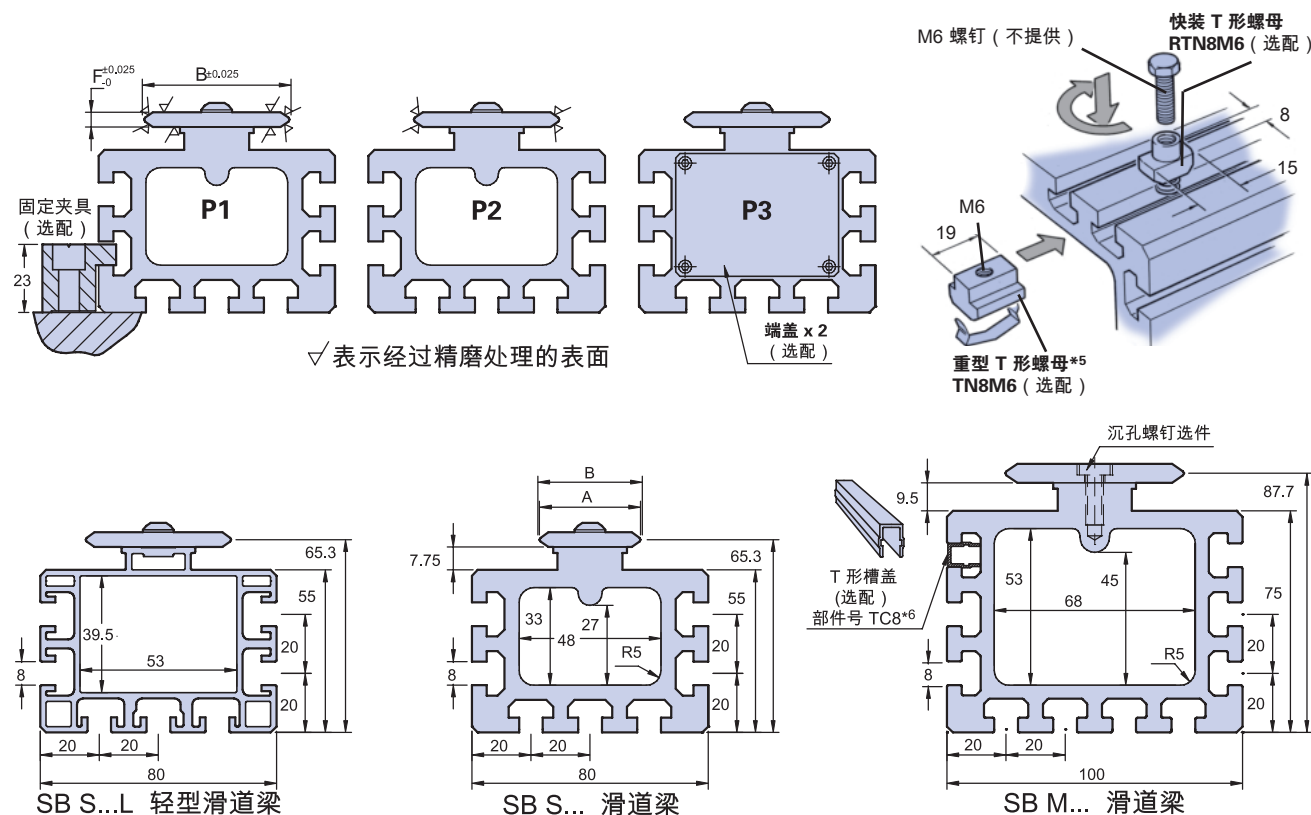 F ±0.025
-0
B±0.025
P1
P2
P3
固定夹具
（选配）
23
√表示经过精磨处理的表面
端盖 x 2
（选配）
M6 螺钉（不提供）
快装 T 形螺母
RTN8M6（选配）
8
15
M6
19
重型 T 形螺母*5
TN8M6（选配）
65.3
55
39.5
53
20
8
20
20
20
80
SB S...L 轻型滑道梁
B
A
7.75
65.3
55
33
27
48
20
R5
8
20
20
20
80
SB S... 滑道梁
沉孔螺钉选件
9.5
87.7
T 形槽盖
(选配）
部件号 TC8*6
53
45
75
68
20
R5
8
20
20
20
100
SB M... 滑道梁